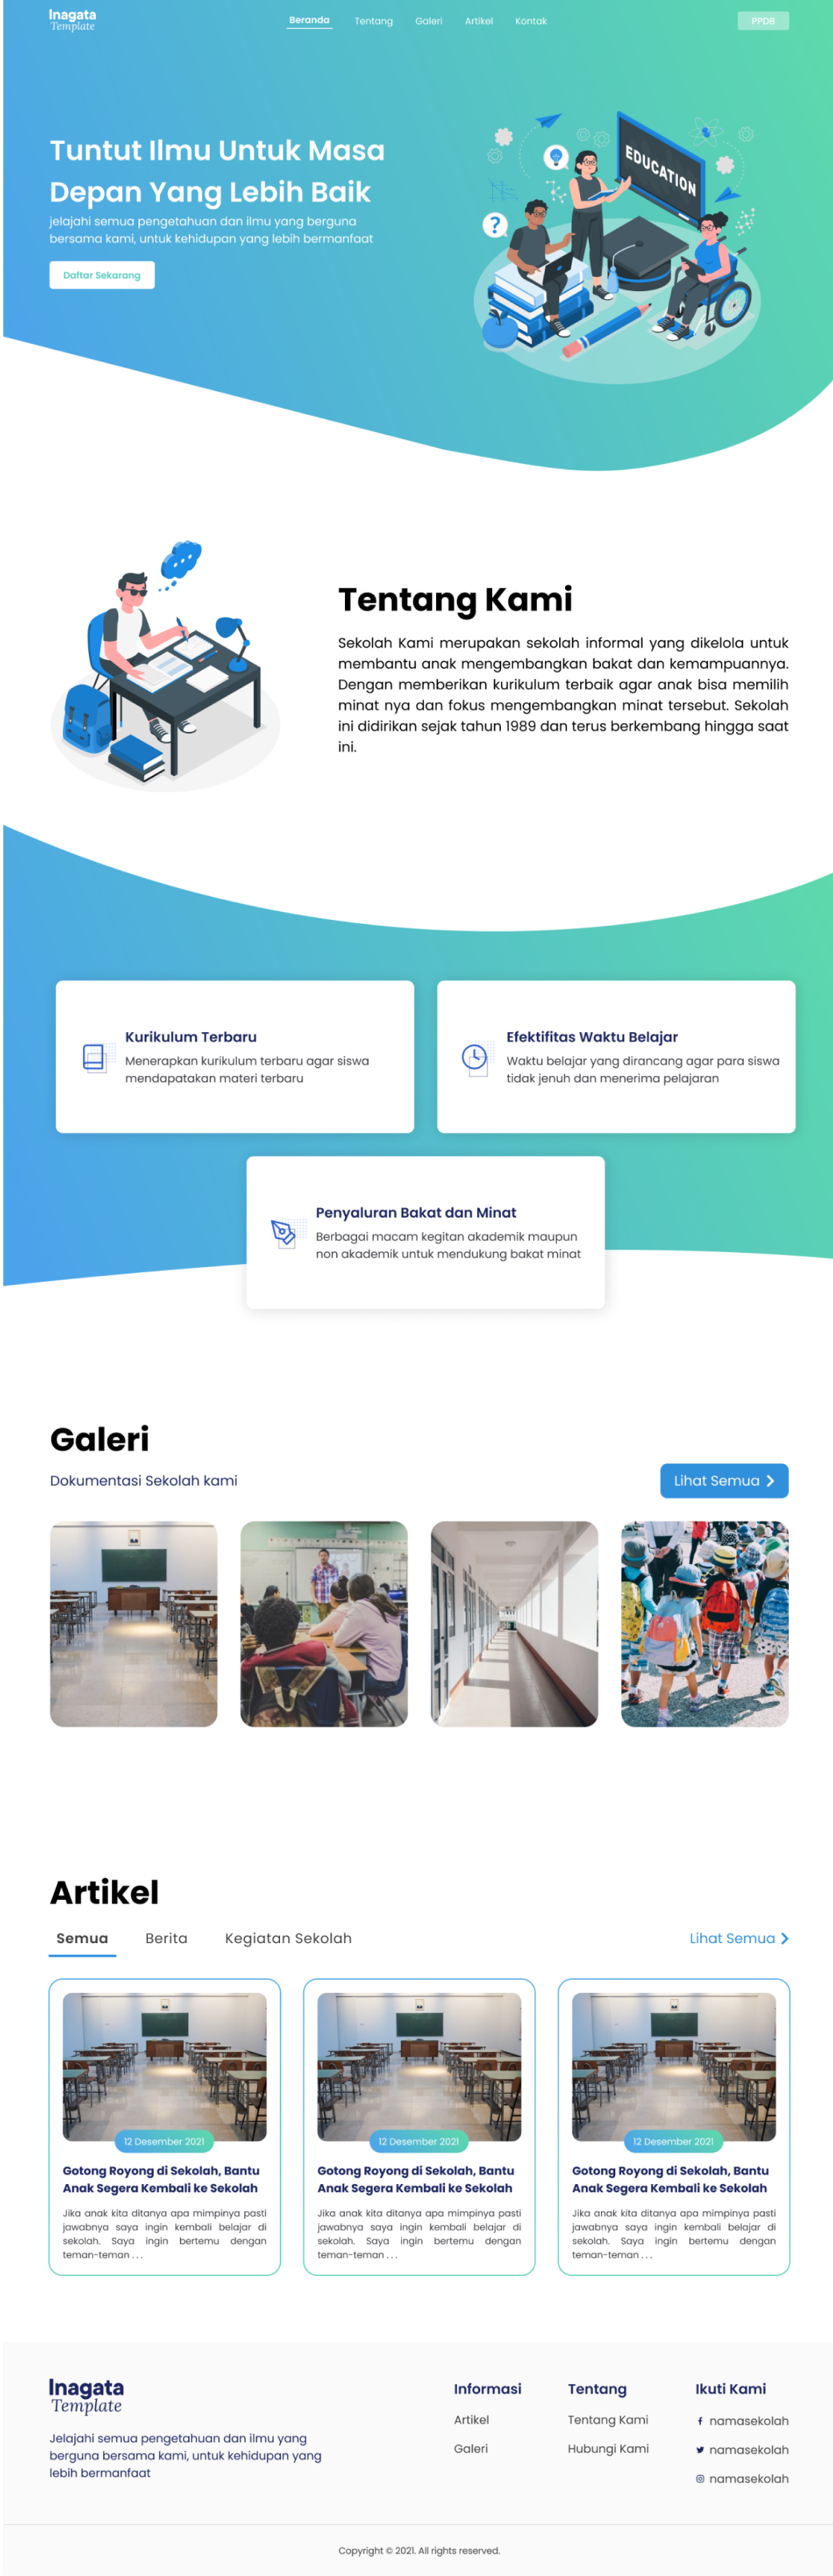 Inagata
Template
Beranda
Tentang
Galeri
Artikel
Kontak
PPDB
Tuntut Ilmu Untuk Masa
Depan Yang Lebih Baik
jelajahi semua pengetahuan dan ilmu yang berguna
bersama kami, untuk kehidupan yang lebih bermanfaat
Daftar Sekarang
EDUCATION
?
Tentang Kami
Sekolah Kami merupakan sekolah informal yang dikelola untuk
membantu anak mengembangkan bakat dan kemampuannya.
Dengan memberikan kurikulum terbaik agar anak bisa memilih
minat nya dan fokus mengembangkan minat tersebut. Sekolah
ini didirikan sejak tahun 1989 dan terus berkembang hingga saat
ini.
Kurikulum Terbaru
Menerapkan kurikulum terbaru agar siswa
mendapatakan materi terbaru
Efektifitas Waktu Belajar
Waktu belajar yang dirancang agar para siswa
tidak jenuh dan menerima pelajaran
Penyaluran Bakat dan Minat
Berbagai macam kegitan akademik maupun
non akademik untuk mendukung bakat minat
Galeri
Dokumentasi Sekolah kami
Lihat Semua
Artikel
Semua
Berita
Kegiatan Sekolah
Lihat Semua
12 Desember 2021
Gotong Royong di Sekolah, Bantu
Anak Segera Kembali ke Sekolah
Jika anak kita ditanya apa mimpinya pasti
jawabnya saya ingin kembali belajar di
sekolah. Saya ingin bertemu dengan
teman-teman . . .
12 Desember 2021
Gotong Royong di Sekolah, Bantu
Anak Segera Kembali ke Sekolah
Jika anak kita ditanya apa mimpinya pasti
jawabnya saya ingin kembali belajar di
sekolah. Saya ingin bertemu dengan
teman-teman . . .
12 Desember 2021
Gotong Royong di Sekolah, Bantu
Anak Segera Kembali ke Sekolah
Jika anak kita ditanya apa mimpinya pasti
jawabnya saya ingin kembali belajar di
sekolah. Saya ingin bertemu dengan
teman-teman . . .
Inagata
Template
Jelajahi semua pengetahuan dan ilmu yang
berguna bersama kami, untuk kehidupan yang
lebih bermanfaat
Informasi
Artikel
Galeri
Tentang
Tentang Kami
Hubungi Kami
Ikuti Kami
namasekolah
namasekolah
namasekolah
Copyright © 2021. All rights reserved.